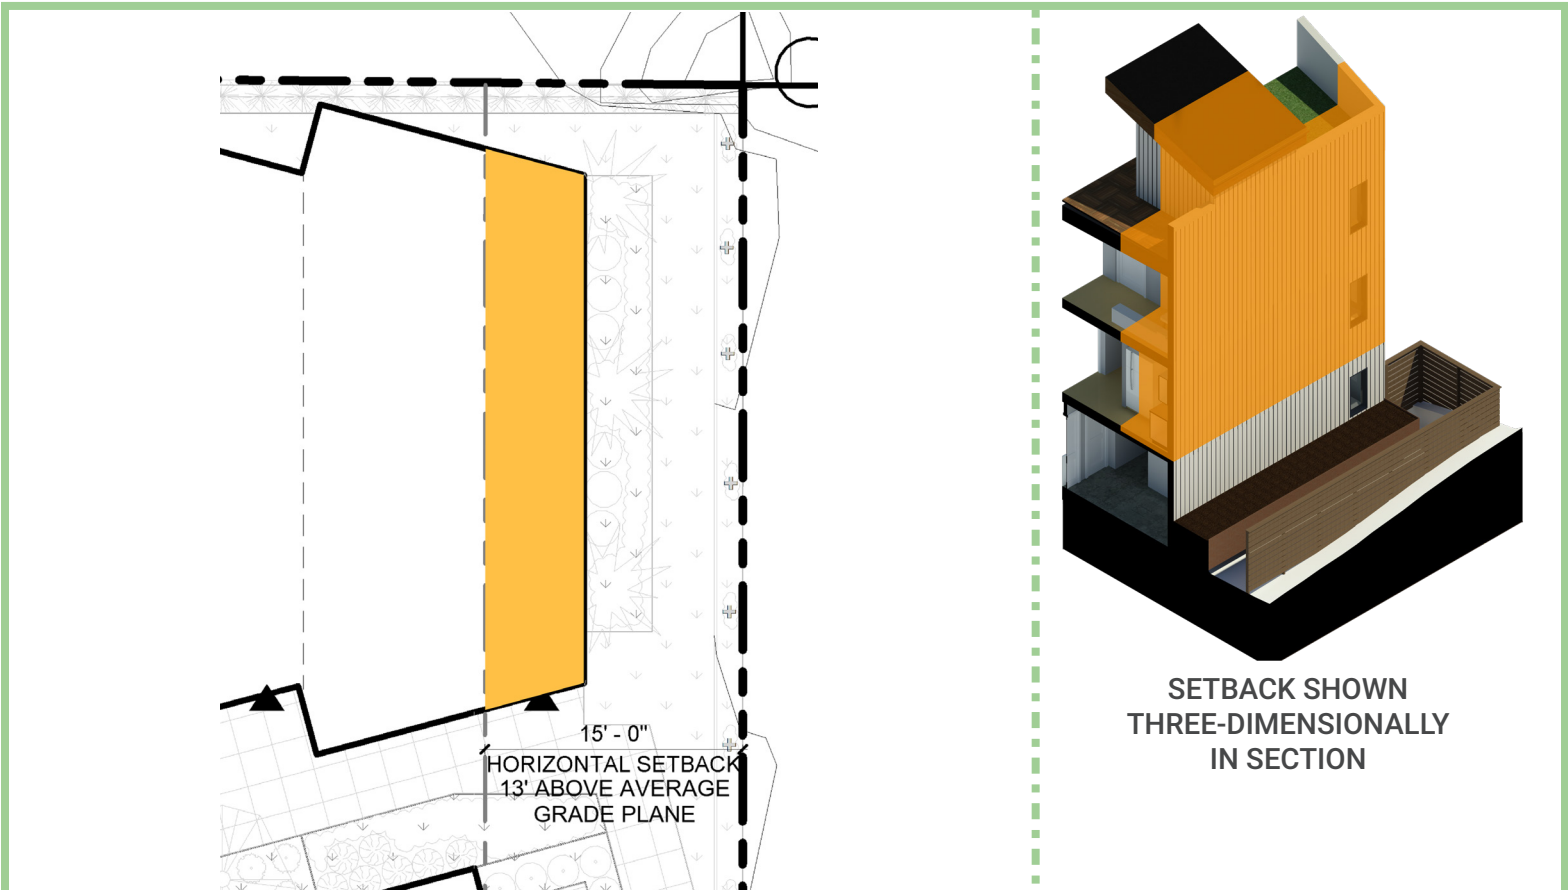 15' - 0"
HORIZONTAL SETBACK
13' ABOVE AVERAGE
GRADE PLANE
SETBACK SHOWN
THREE-DIMENSIONALLY
IN SECTION